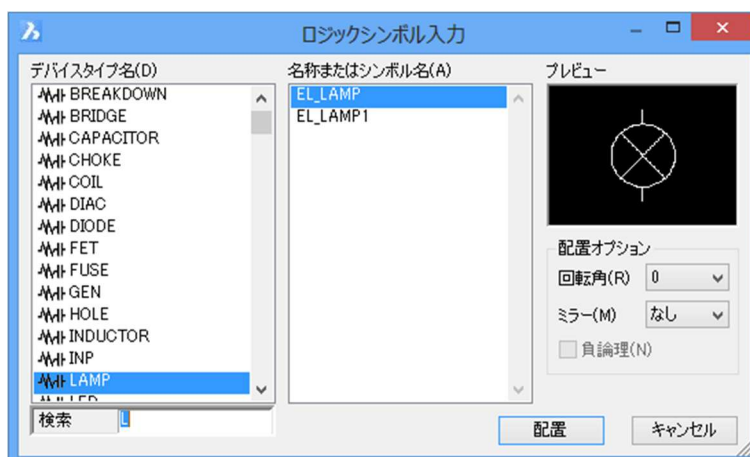 ロジックシンボル入力
デバイスタイプ名(D)
BREAKDOWN
BRIDGE
CAPACITOR
CHOKE
COIL
DIAC
DIODE
FET
FUSE
GEN
HOLE
INDUCTOR
INP
LAMP
LED
検索 L
名称またはシンボル名(A)
EL_LAMP
EL_LAMP1
プレビュー
配置オプション
回転角(R) 0
ミラー(M) なし
負論理(N)
配置 キャンセル